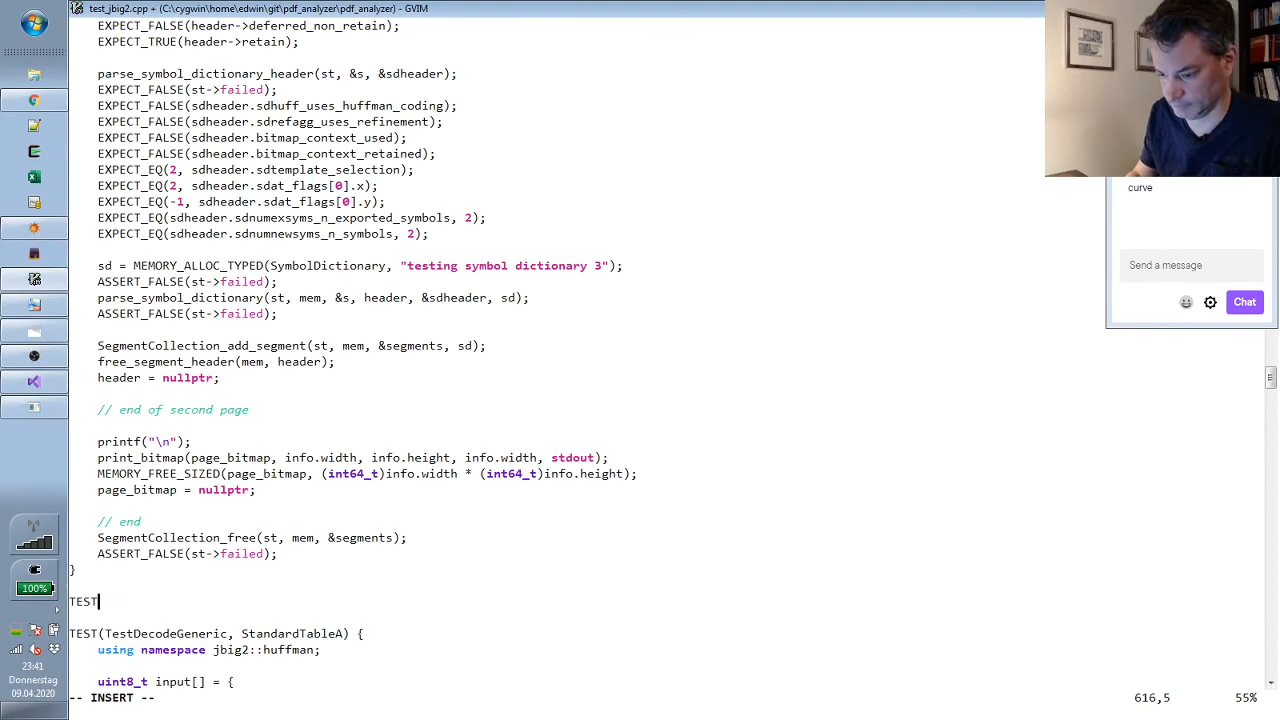 test_jbig2.cpp + (C:\cygwin\home\edwin\git\pdf_analyzer\pdf_analyzer) - GVIM
EXPECT_FALSE(header->deferred_non_retain);
EXPECT_TRUE(header->retain);
parse_symbol_dictionary_header(st, &s, &sdheader);
EXPECT_FALSE(st->failed);
EXPECT_FALSE(sdheader.sdhuff_uses_huffman_coding);
EXPECT_FALSE(sdheader.sdrefagg_uses_refinement);
EXPECT_FALSE(sdheader.bitmap_context_used);
EXPECT_FALSE(sdheader.bitmap_context_retained);
EXPECT_EQ(2, sdheader.sdtemplate_selection);
EXPECT_EQ(2, sdheader.sdat_flags[0].x);
EXPECT_EQ(-1, sdheader.sdat_flags[0].y);
EXPECT_EQ(sdheader.sdnumexsyms_n_exported_symbols, 2);
EXPECT_EQ(sdheader.sdnumnewsyms_n_symbols, 2);
sd = MEMORY_ALLOC_TYPED(SymbolDictionary, "testing symbol dictionary 3");
ASSERT_FALSE(st->failed);
parse_symbol_dictionary(st, mem, &s, header, &sdheader, sd);
ASSERT_FALSE(st->failed);
SegmentCollection_add_segment(st, mem, &segments, sd);
free_segment_header(mem, header);
header = nullptr;
// end of second page
printf("\n");
print_bitmap(page_bitmap, info.width, info.height, info.width, stdout);
MEMORY_FREE_SIZED(page_bitmap, (int64_t)info.width * (int64_t)info.height);
page_bitmap = nullptr;
// end
SegmentCollection_free(st, mem, &segments);
ASSERT_FALSE(st->failed);
}
TEST
TEST(TestDecodeGeneric, StandardTableA) {
using namespace jbig2::huffman;
uint8_t input[] = {
-- INSERT --
616,5
55%
curve
Send a message
Chat
100%
23:41
Donnerstag
09.04.2020